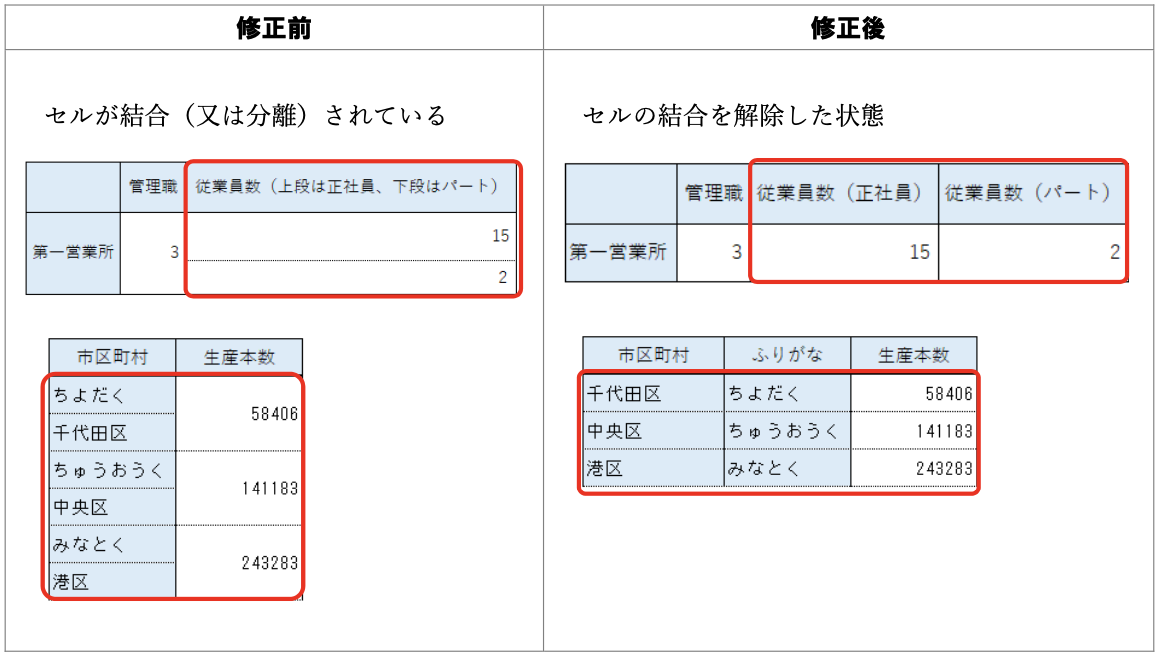 修正前
修正後
セルが結合（又は分離）されている
セルの結合を解除した状態
管理職 従業員数（上段は正社員、下段はパート）
第一営業所 3 15
2
管理職 従業員数（正社員） 従業員数（パート）
第一営業所 3 15 2
市区町村 生産本数
ちよだく
58406
千代田区
ちゅうおうく
141183
中央区
みなとく
243283
港区
市区町村 ふりがな 生産本数
千代田区 ちよだく 58406
中央区 ちゅうおうく 141183
港区 みなとく 243283